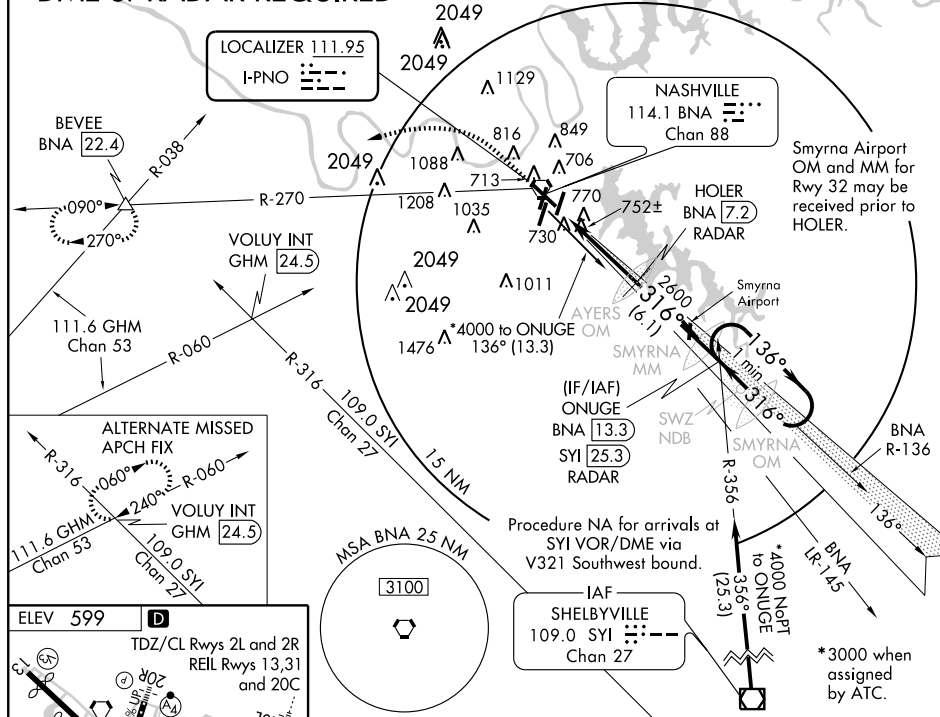 DME or RADAR REQUIRED
LOCALIZER 111.95
I-PNO
2049
2049
1129
NASHVILLE
114.1 BNA
Chan 88
BEVEE
BNA 22.4
R-038
2049
1088
816
849
706
713
Smyrna Airport
OM and MM for
Rwy 32 may be
received prior to
HOLER.
090°
270°
R-270
1208
1035
770
752±
730
HOLER
BNA 7.2
RADAR
VOLUY INT
GHM 24.5
2049
2049
1011
1476
AYERS
OM
2600
316°
(6.1)
Smyrna
Airport
*4000 to ONUGE
136° (13.3)
111.6 GHM
Chan 53
R-060
R-316
109.0 SYI
Chan 27
SMYRNA
MM
136°
1 min
316°
(IF/IAF)
ONUGE
BNA 13.3
SYI 25.3
RADAR
SWZ
NDB
SMYRNA
OM
BNA
R-136
R-356
136°
15 NM
ALTERNATE MISSED
APCH FIX
R-316
060°
R-060
240°
VOLUY INT
GHM 24.5
111.6 GHM
Chan 53
109.0 SYI
Chan 27
Procedure NA for arrivals at
SYI VOR/DME via
V321 Southwest bound.
BNA
LR-145
MSA BNA 25 NM
3100
IAF
SHELBYVILLE
109.0 SYI
Chan 27
356°
(25.3)
*4000 NoPT
to ONUGE
*3000 when
assigned
by ATC.
ELEV 599
D
TDZ/CL Rwys 2L and 2R
REIL Rwys 13,31
and 20C
13
V3
P
20R
% UP
A4